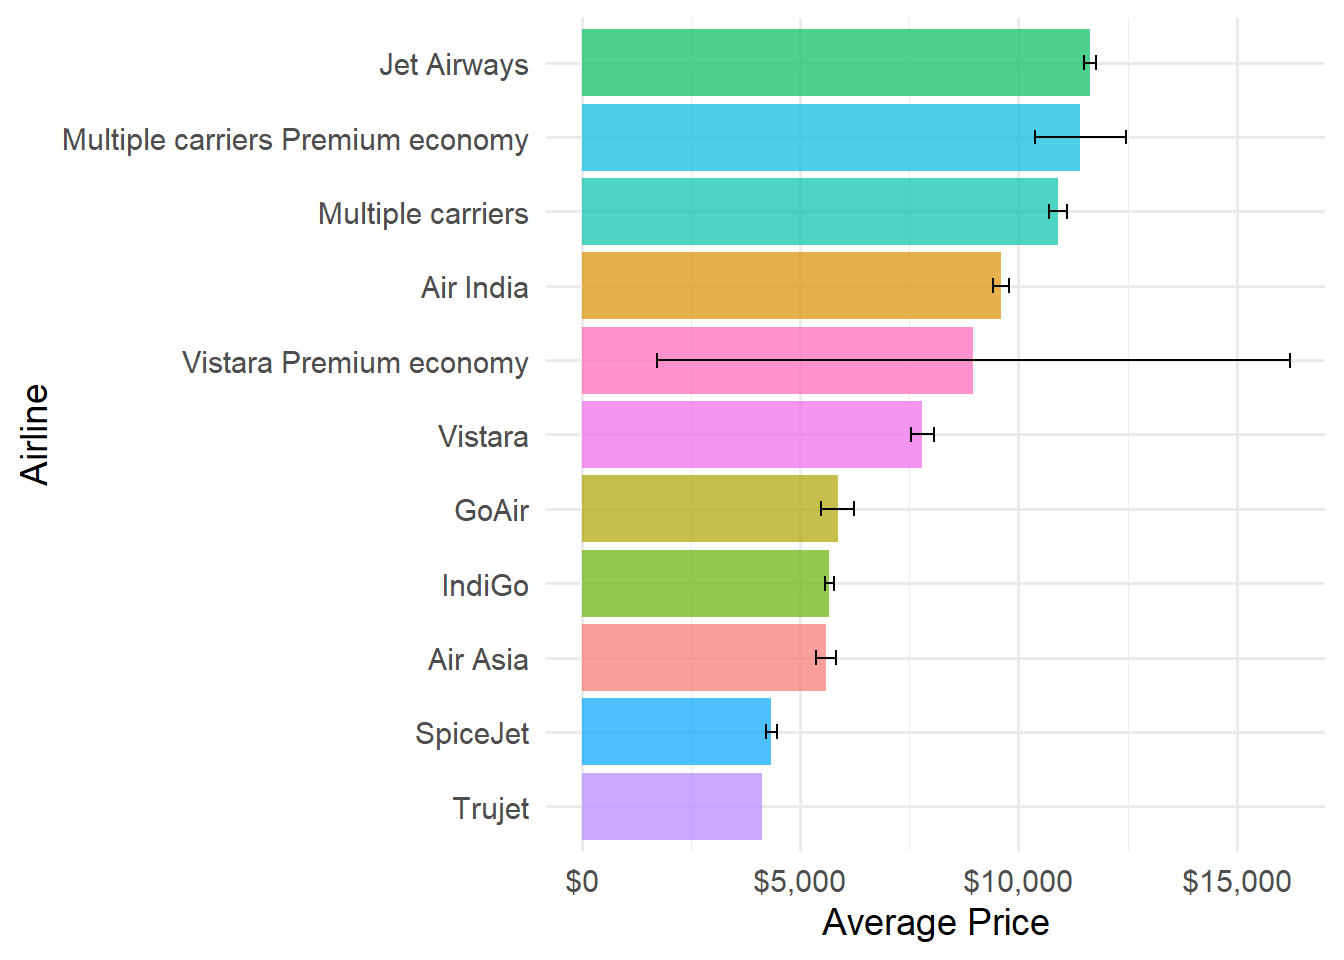 Jet Airways
Multiple carriers Premium economy
Multiple carriers
Air India
Vistara Premium economy
Vistara
GoAir
IndiGo
Air Asia
SpiceJet
Trujet
Airline
$0 $5,000 $10,000 $15,000
Average Price